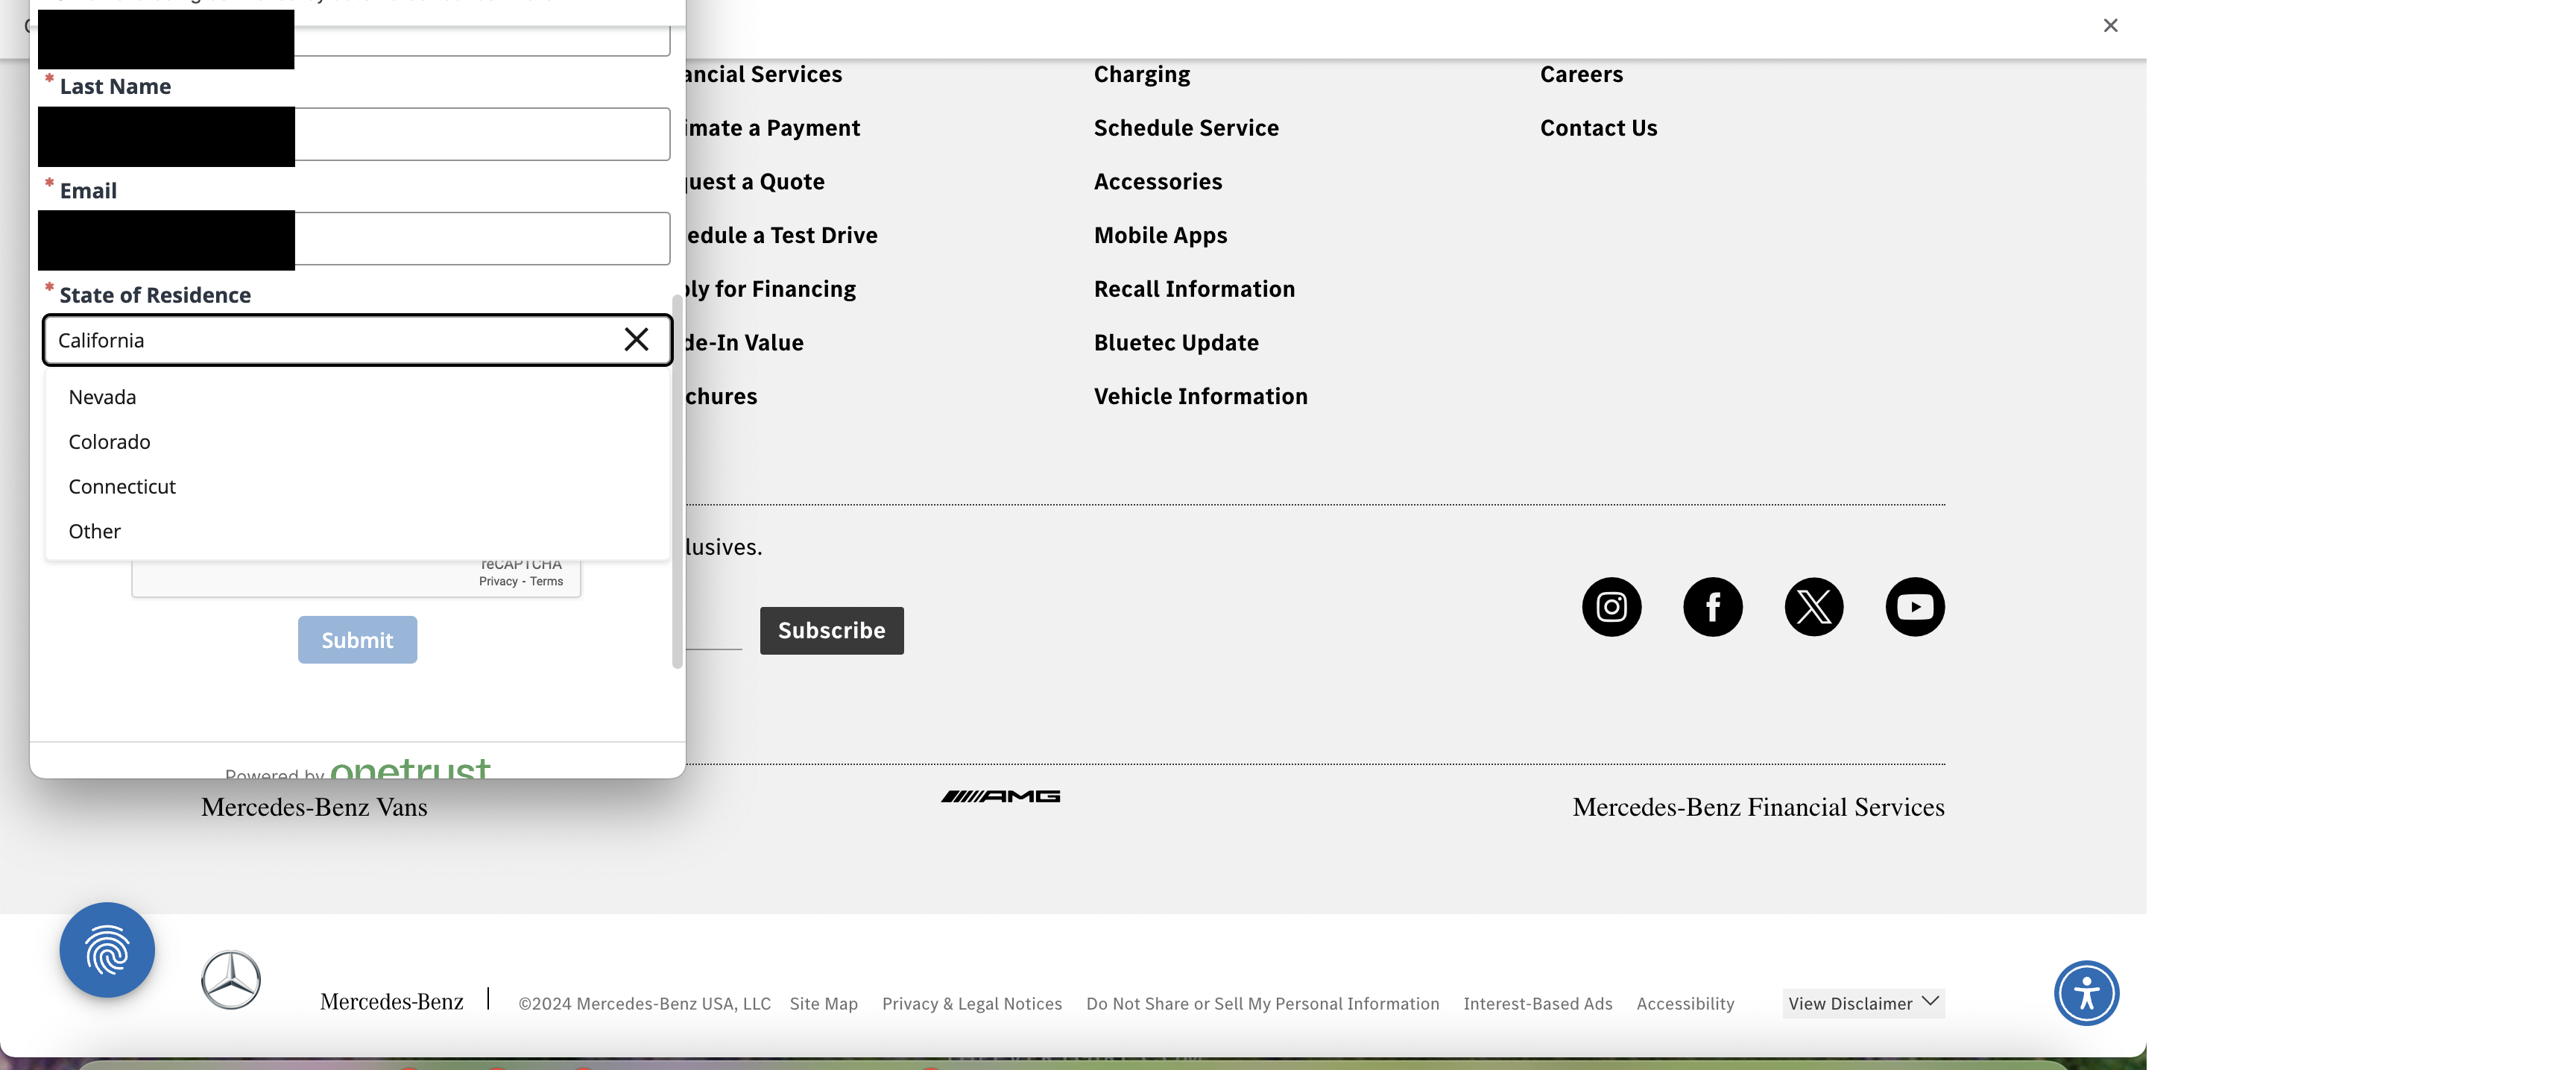 * Last Name
* Email
* State of Residence
California
Nevada
Colorado
Connecticut
Other
reCAPTCHA
Privacy - Terms
Submit
Powered by onetrust
ancial Services
imate a Payment
uest a Quote
edule a Test Drive
ly for Financing
de-In Value
chures
Charging
Schedule Service
Accessories
Mobile Apps
Recall Information
Bluetec Update
Vehicle Information
Careers
Contact Us
lusives.
Subscribe
Mercedes-Benz Vans
AMG
Mercedes-Benz Financial Services
Mercedes-Benz
©2024 Mercedes-Benz USA, LLC Site Map Privacy & Legal Notices Do Not Share or Sell My Personal Information Interest-Based Ads Accessibility View Disclaimer